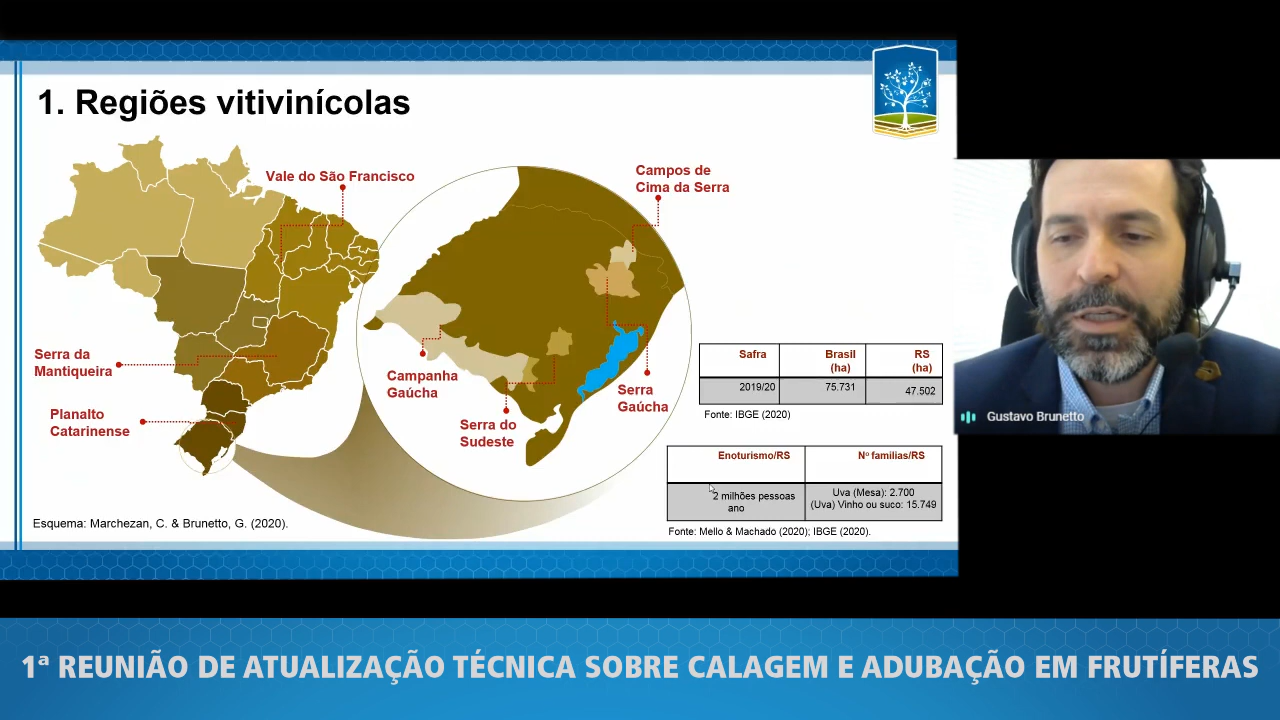 1. Regiões vitivinícolas
Vale do São Francisco
Campos de
Cima da Serra
Serra da
Mantiqueira
Planalto
Catarinense
Campanha
Gaúcha
Serra do
Sudeste
Serra
Gaúcha
Safra
Brasil
(ha)
RS
(ha)
2019/20
75.731
47.502
Fonte: IBGE (2020)
Enoturismo/RS
Nº famílias/RS
2 milhões pessoas
ano
Uva (Mesa): 2.700
(Uva) Vinho ou suco: 15.749
Fonte: Mello & Machado (2020); IBGE (2020).
Esquema: Marchezan, C. & Brunetto, G. (2020).
Gustavo Brunetto
1ª REUNIÃO DE ATUALIZAÇÃO TÉCNICA SOBRE CALAGEM E ADUBAÇÃO EM FRUTÍFERAS